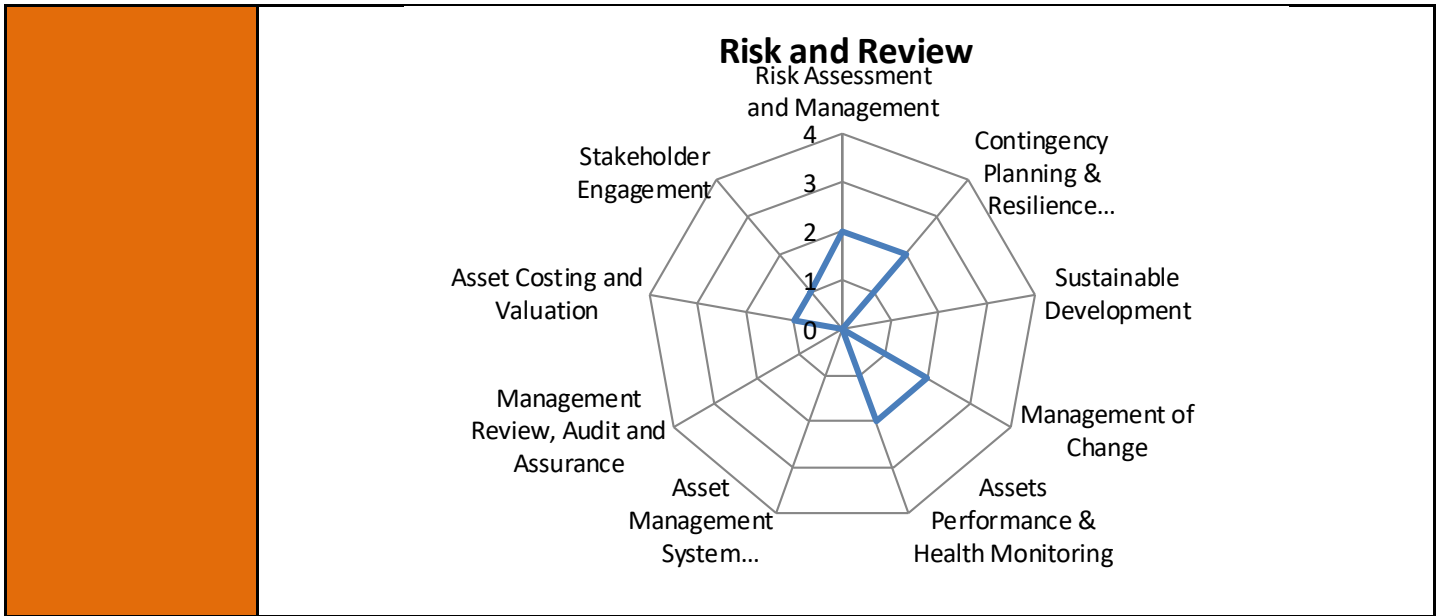 Risk and Review
Risk Assessment
and Management
Contingency
Planning &
Resilience...
Sustainable
Development
Management of
Change
Assets
Performance &
Health Monitoring
Asset
Management
System...
Management
Review, Audit and
Assurance
Asset Costing and
Valuation
Stakeholder
Engagement
4
3
2
1
0